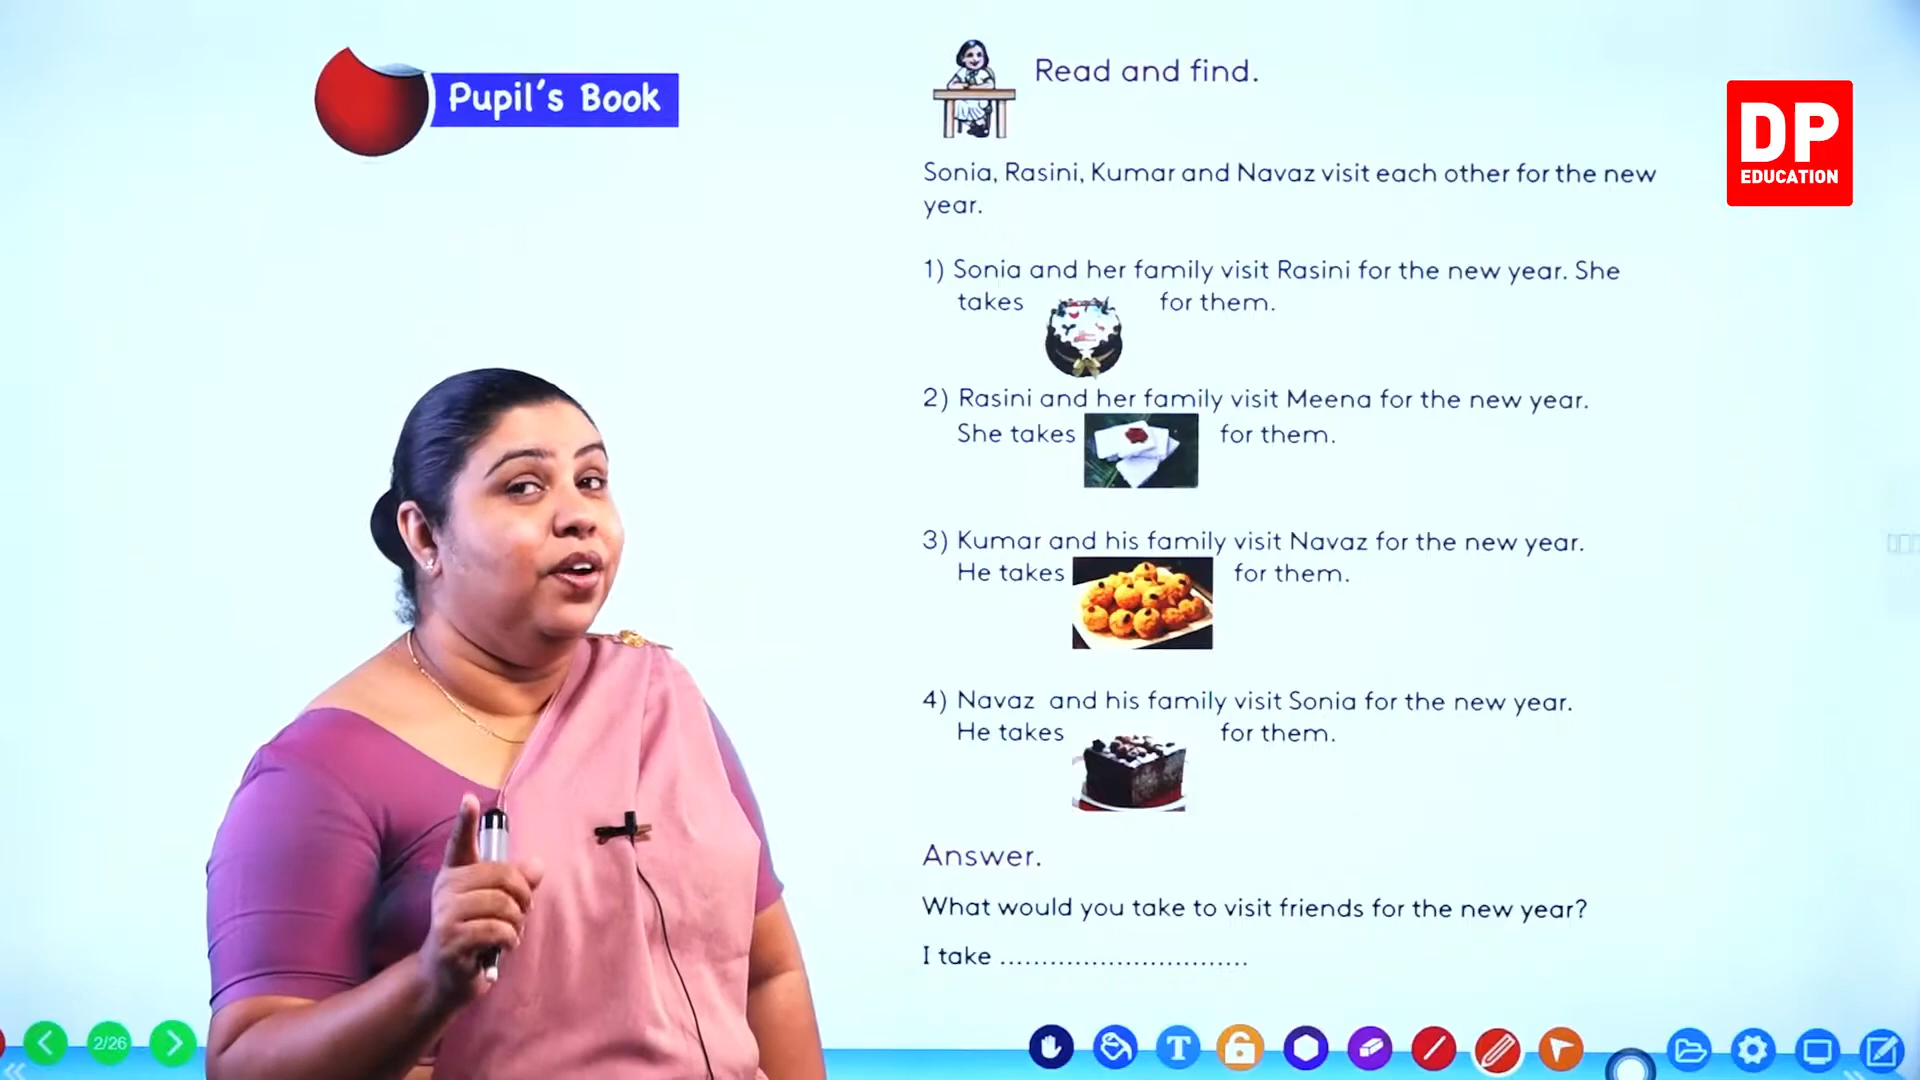 Pupil's Book
Read and find.
DP
EDUCATION
Sonia, Rasini, Kumar and Navaz visit each other for the new
year.
1) Sonia and her family visit Rasini for the new year. She
takes for them.
2) Rasini and her family visit Meena for the new year.
She takes for them.
3) Kumar and his family visit Navaz for the new year.
He takes for them.
4) Navaz and his family visit Sonia for the new year.
He takes for them.
Answer.
What would you take to visit friends for the new year?
I take ..............................
2/26
T